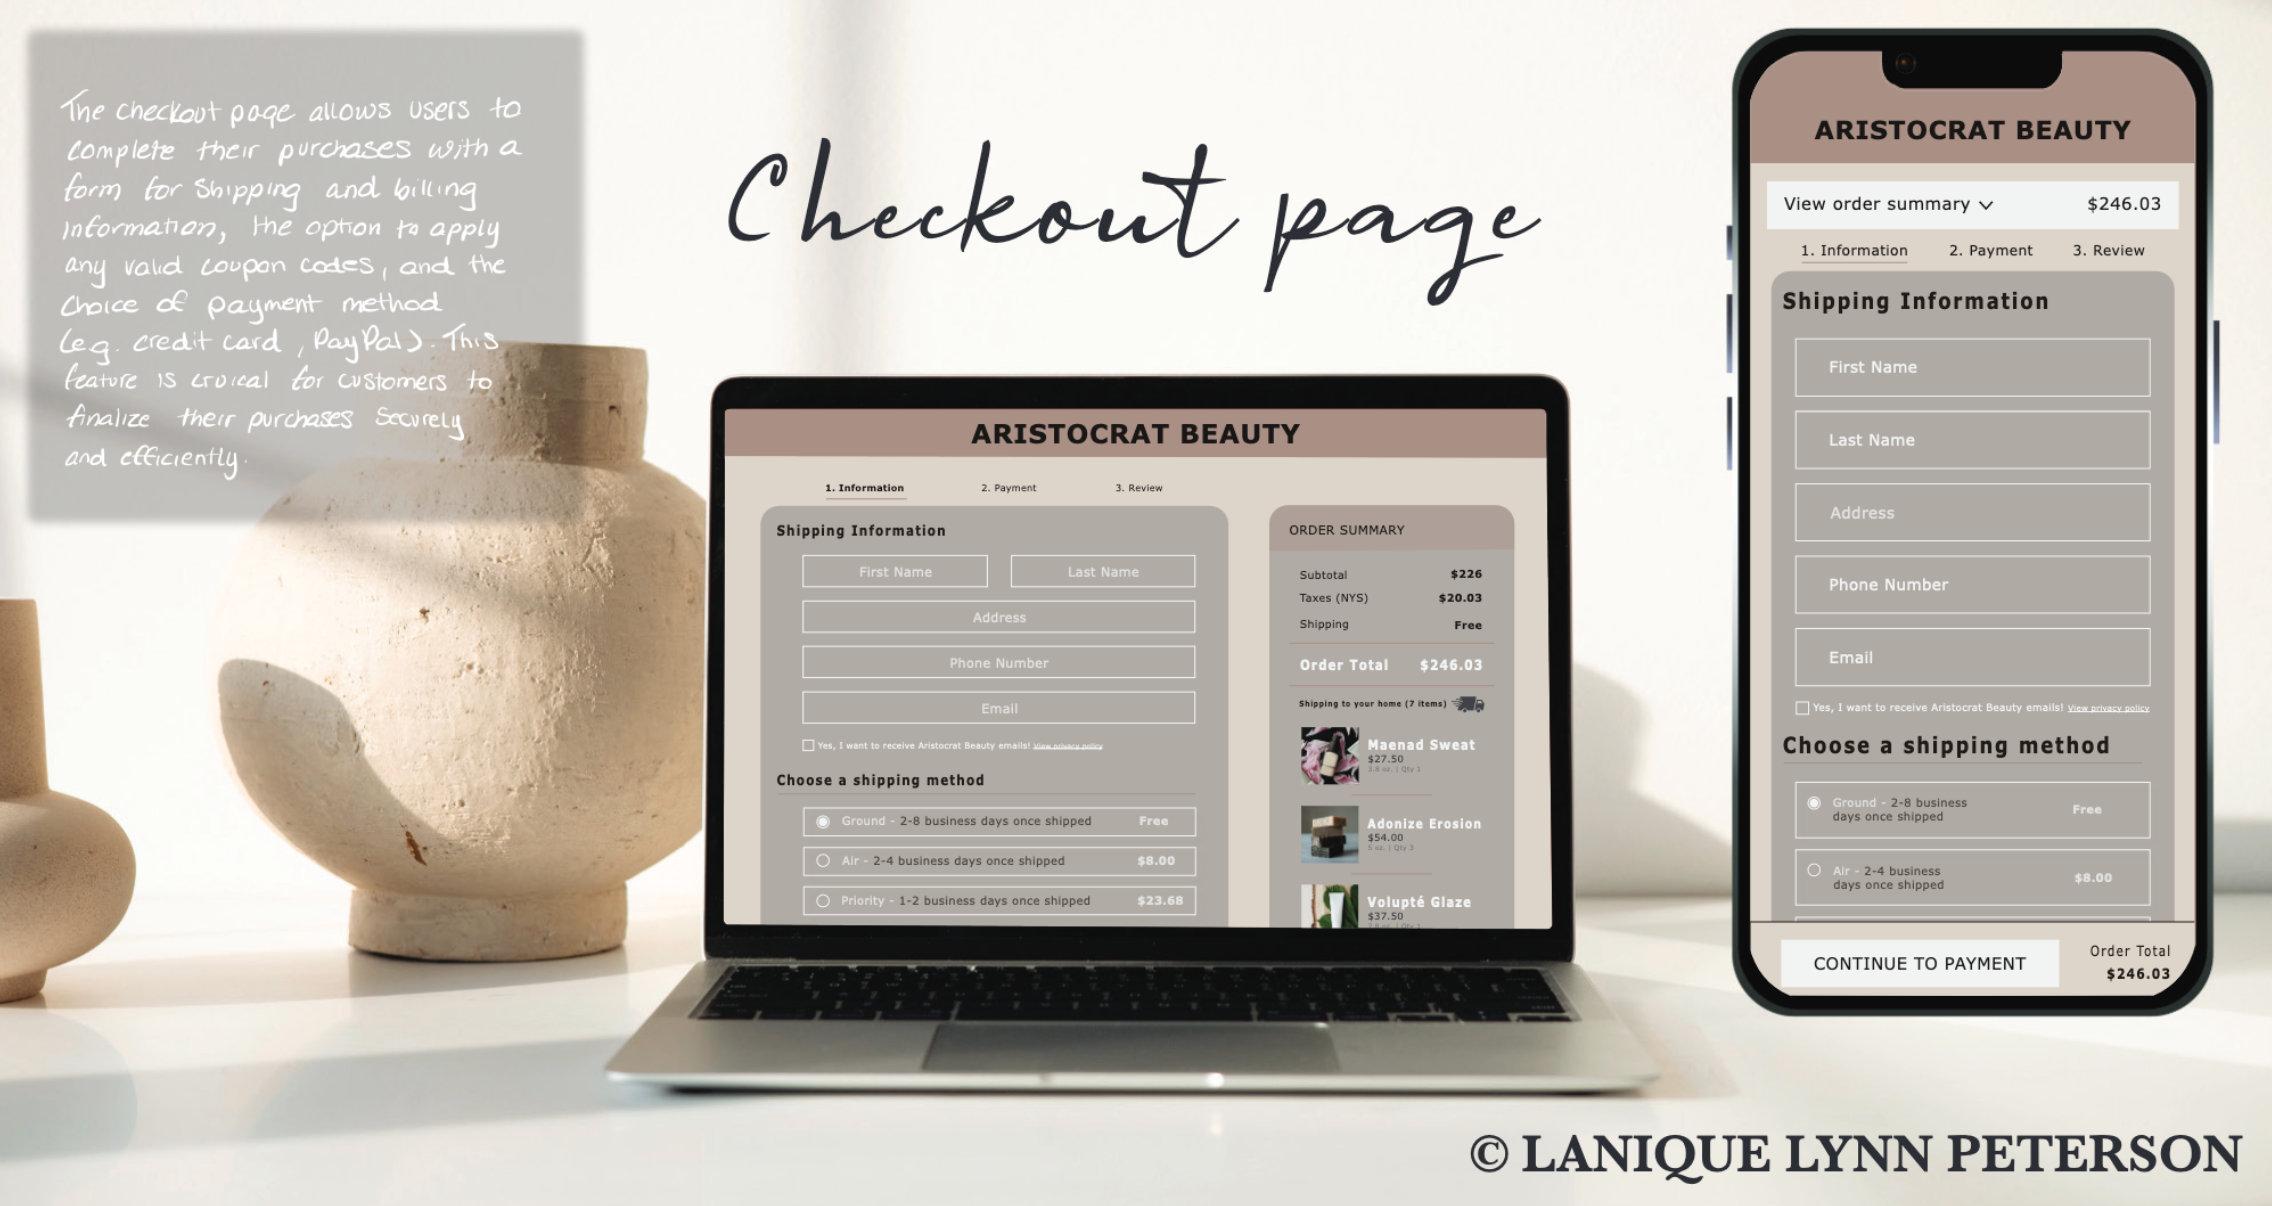 The checkout page allows users to
complete their purchases with a
form for shipping and billing
information, the option to apply
any valid coupon codes, and the
choice of payment method
(e.g. credit card, PayPal). This
feature is crucial for customers to
finalize their purchases securely
and efficiently.
Checkout page
ARISTOCRAT BEAUTY
1. Information 2. Payment 3. Review
Shipping Information
First Name Last Name
Address
Phone Number
Email
Yes, I want to receive Aristocrat Beauty emails! View privacy policy
Choose a shipping method
Ground - 2-8 business days once shipped Free
Air - 2-4 business days once shipped $8.00
Priority - 1-2 business days once shipped $23.68
ORDER SUMMARY
Subtotal $226
Taxes (NYS) $20.03
Shipping Free
Order Total $246.03
Shipping to your home (7 items)
Maenad Sweat
$27.50
3.8 oz. | Qty 1
Adonize Erosion
$54.00
5 oz. | Qty 3
Volupté Glaze
$37.50
ARISTOCRAT BEAUTY
View order summary $246.03
1. Information 2. Payment 3. Review
Shipping Information
First Name
Last Name
Address
Phone Number
Email
Yes, I want to receive Aristocrat Beauty emails! View privacy policy
Choose a shipping method
Ground - 2-8 business
days once shipped
Free
Air - 2-4 business
days once shipped
$8.00
CONTINUE TO PAYMENT
Order Total
$246.03
© LANIQUE LYNN PETERSON